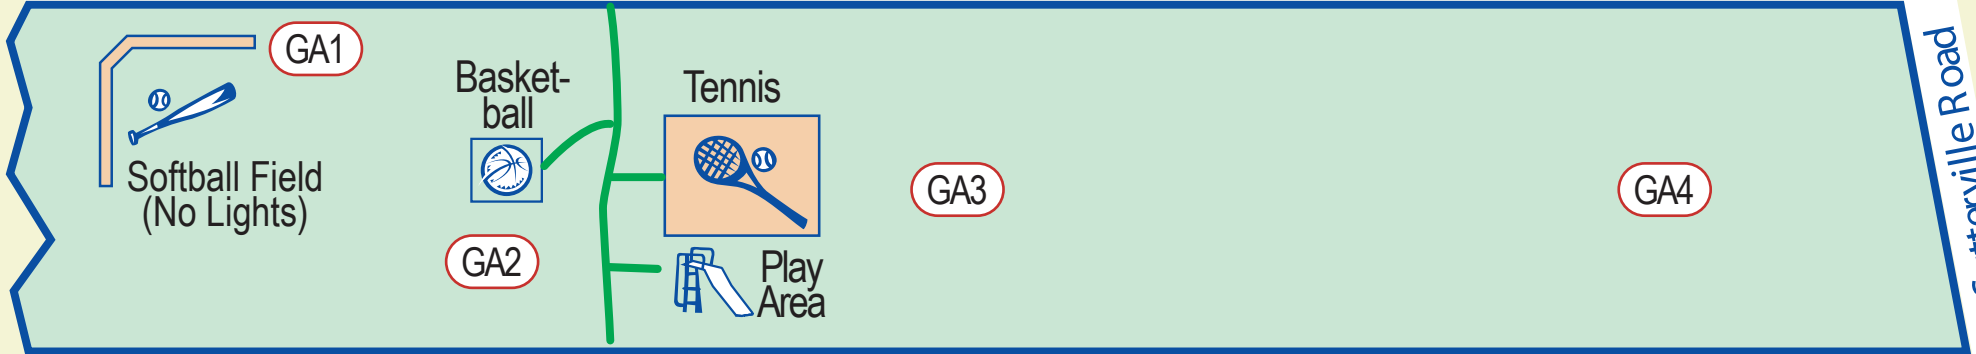 GA1
Basket-
ball
Tennis
Softball Field
(No Lights)
GA2
Play
Area
GA3
GA4
Road